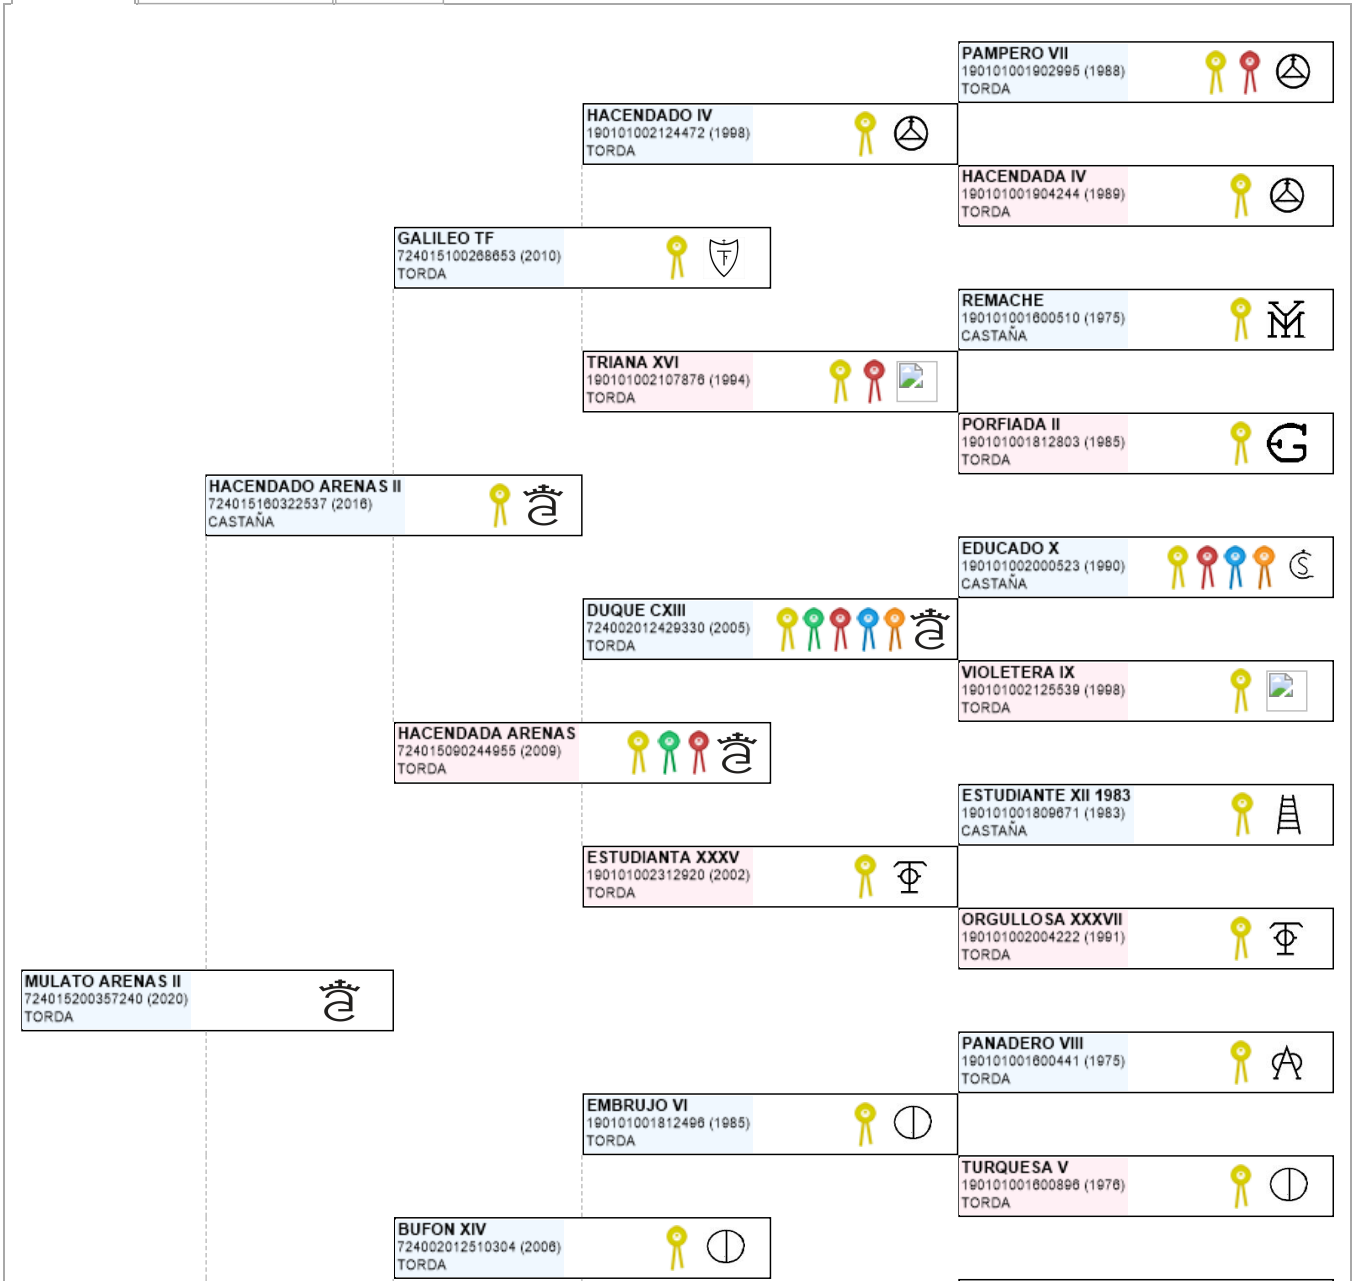 PAMPERO VII
190101001902995 (1988)
TORDA
HACENDADO IV
190101002124472 (1998)
TORDA
HACENDADA IV
190101001904244 (1989)
TORDA
GALILEO TF
724015100268653 (2010)
TORDA
REMACHE
190101001600510 (1975)
CASTAÑA
TRIANA XVI
190101002107876 (1994)
TORDA
PORFIADA II
190101001812803 (1985)
TORDA
HACENDADO ARENAS II
724015160322537 (2016)
CASTAÑA
EDUCADO X
190101002000523 (1990)
CASTAÑA
DUQUE CXIII
724002012429330 (2005)
TORDA
VIOLETERA IX
190101002125539 (1998)
TORDA
HACENDADA ARENAS
724015090244955 (2009)
TORDA
ESTUDIANTE XII 1983
190101001809671 (1983)
CASTAÑA
ESTUDIANTA XXXV
190101002312920 (2002)
TORDA
ORGULLOSA XXXVII
190101002004222 (1991)
TORDA
MULATO ARENAS II
724015200357240 (2020)
TORDA
PANADERO VIII
190101001600441 (1975)
TORDA
EMBRUJO VI
190101001812496 (1985)
TORDA
TURQUESA V
190101001600896 (1976)
TORDA
BUFON XIV
724002012510304 (2006)
TORDA